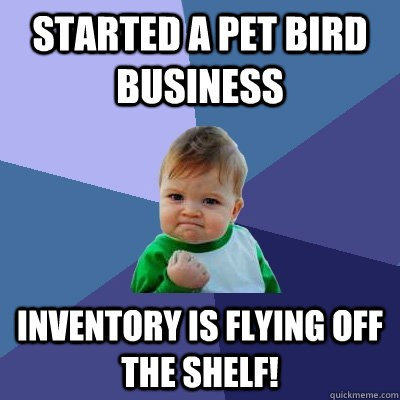 STARTED A PET BIRD
BUSINESS
INVENTORY IS FLYING OFF
THE SHELF!
quickmeme.com